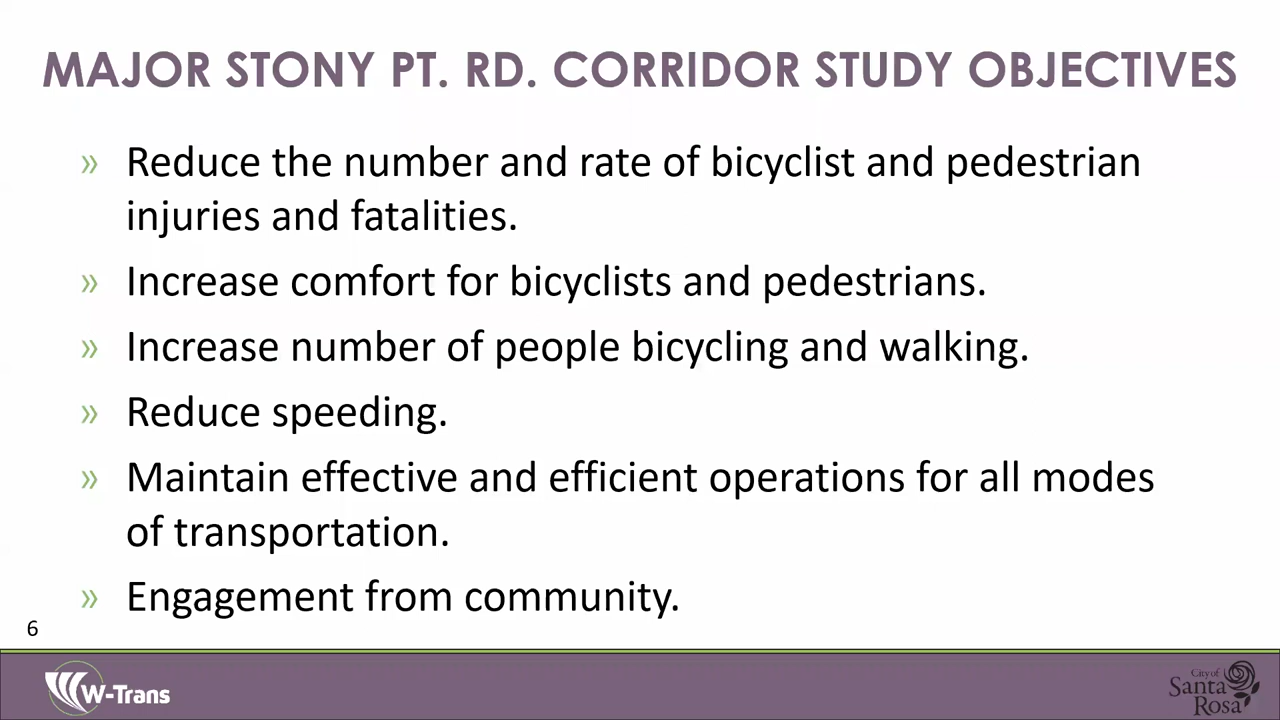 MAJOR STONY PT. RD. CORRIDOR STUDY OBJECTIVES
» Reduce the number and rate of bicyclist and pedestrian
injuries and fatalities.
» Increase comfort for bicyclists and pedestrians.
» Increase number of people bicycling and walking.
» Reduce speeding.
» Maintain effective and efficient operations for all modes
of transportation.
» Engagement from community.
6
W-Trans
City of
Santa
Rosa